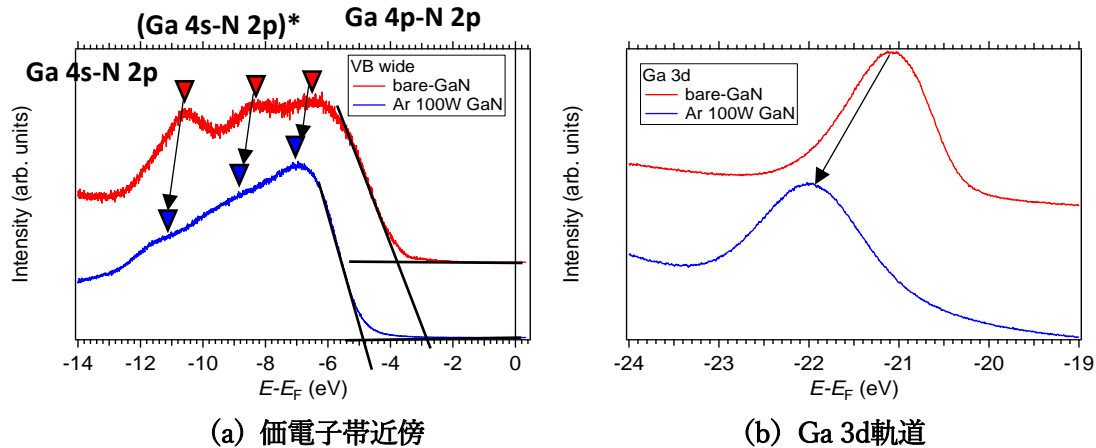 (Ga 4s-N 2p)*
Ga 4p-N 2p
Ga 4s-N 2p
VB wide
bare-GaN
Ar 100W GaN
Intensity (arb. units)
-14 -12 -10 -8 -6 -4 -2 0
E-EF (eV)
(a) 価電子帯近傍
Ga 3d
bare-GaN
Ar 100W GaN
Intensity (arb. units)
-24 -23 -22 -21 -20 -19
E-EF (eV)
(b) Ga 3d軌道